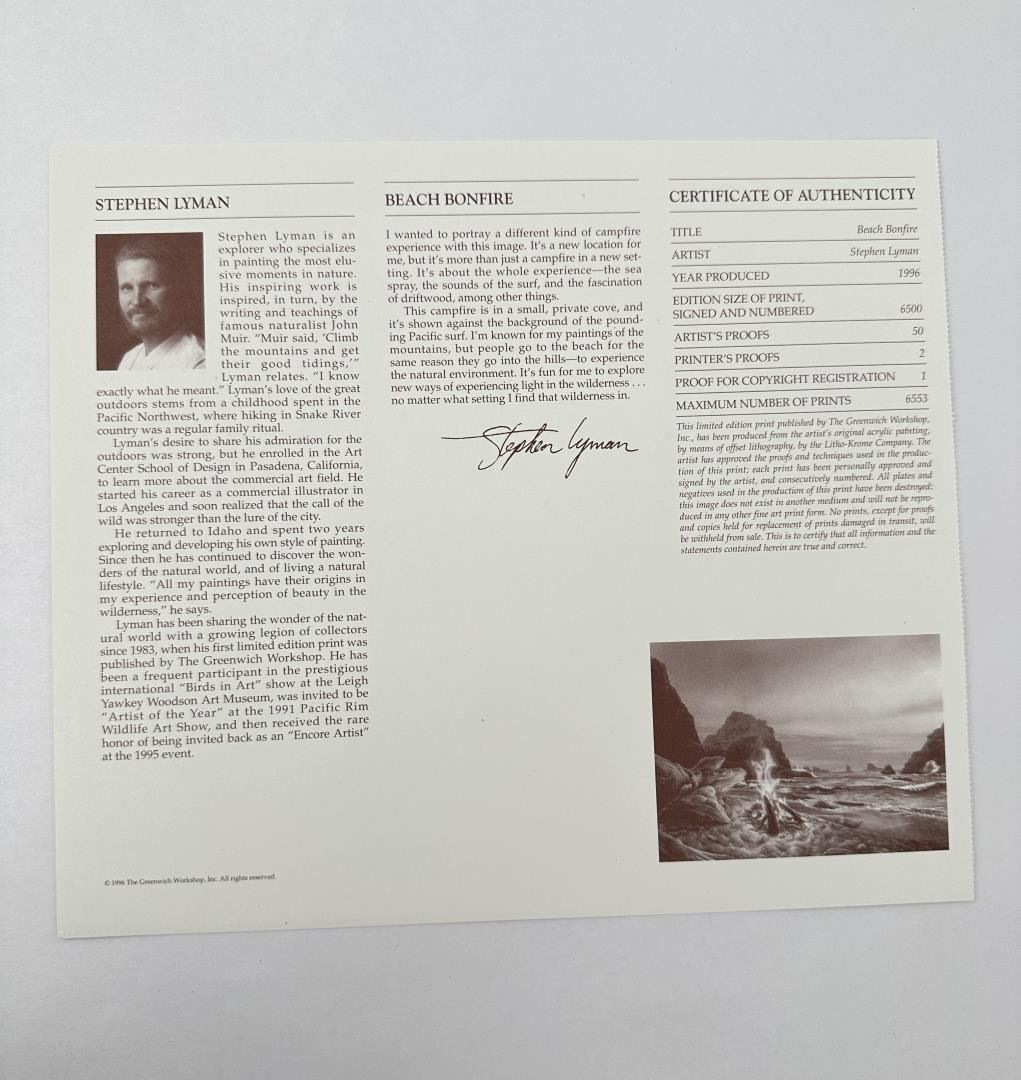 STEPHEN LYMAN
Stephen Lyman is an
explorer who specializes
in painting the most elu-
sive moments in nature.
His inspiring work is
inspired, in turn, by the
writing and teachings of
famous naturalist John
Muir. “Muir said, ‘Climb
the mountains and get
their good tidings,’”
Lyman relates. “I know
exactly what he meant.” Lyman’s love of the great
outdoors stems from a childhood spent in the
Pacific Northwest, where hiking in Snake River
country was a regular family ritual.
Lyman’s desire to share his admiration for the
outdoors was strong, but he enrolled in the Art
Center School of Design in Pasadena, California,
to learn more about the commercial art field. He
started his career as a commercial illustrator in
Los Angeles and soon realized that the call of the
wild was stronger than the lure of the city.
He returned to Idaho and spent two years
exploring and developing his own style of painting.
Since then he has continued to discover the won-
ders of the natural world, and of living a natural
lifestyle. “All my paintings have their origins in
my experience and perception of beauty in the
wilderness,” he says.
Lyman has been sharing the wonder of the nat-
ural world with a growing legion of collectors
since 1983, when his first limited edition print was
published by The Greenwich Workshop. He has
been a frequent participant in the prestigious
international “Birds in Art” show at the Leigh
Yawkey Woodson Art Museum, was invited to be
“Artist of the Year” at the 1991 Pacific Rim
Wildlife Art Show, and then received the rare
honor of being invited back as an “Encore Artist”
at the 1995 event.
© 1996 The Greenwich Workshop, Inc. All rights reserved.
BEACH BONFIRE
I wanted to portray a different kind of campfire
experience with this image. It’s a new location for
me, but it’s more than just a campfire in a new set-
ting. It’s about the whole experience—the sea
spray, the sounds of the surf, and the fascination
of driftwood, among other things.
This campfire is in a small, private cove, and
it’s shown against the background of the pound-
ing Pacific surf. I’m known for my paintings of the
mountains, but people go to the beach for the
same reason they go into the hills—to experience
the natural environment. It’s fun for me to explore
new ways of experiencing light in the wilderness . . .
no matter what setting I find that wilderness in.
Stephen Lyman
CERTIFICATE OF AUTHENTICITY
TITLE Beach Bonfire
ARTIST Stephen Lyman
YEAR PRODUCED 1996
EDITION SIZE OF PRINT,
SIGNED AND NUMBERED 6500
ARTIST’S PROOFS 50
PRINTER’S PROOFS 2
PROOF FOR COPYRIGHT REGISTRATION 1
MAXIMUM NUMBER OF PRINTS 6553
This limited edition print published by The Greenwich Workshop,
Inc., has been produced from the artist’s original acrylic painting,
by means of offset lithography, by the Litho-Krome Company. The
artist has approved the proofs and techniques used in the produc-
tion of this print; each print has been personally approved and
signed by the artist, and consecutively numbered. All plates and
negatives used in the production of this print have been destroyed;
this image does not exist in another medium and will not be repro-
duced in any other fine art print form. No prints, except for proofs
and copies held for replacement of prints damaged in transit, will
be withheld from sale. This is to certify that all information and the
statements contained herein are true and correct.